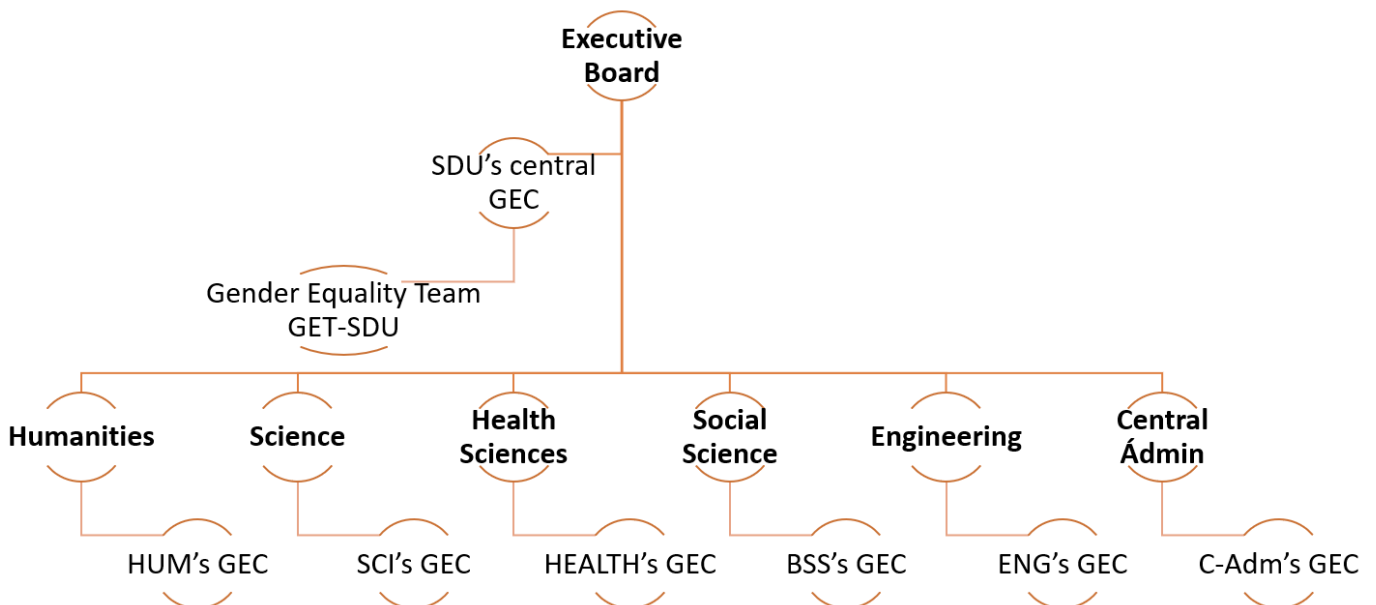 Executive
Board
SDU’s central
GEC
Gender Equality Team
GET-SDU
Humanities
Science
Health
Sciences
Social
Science
Engineering
Central
Ádmin
HUM’s GEC
SCI’s GEC
HEALTH’s GEC
BSS’s GEC
ENG’s GEC
C-Adm’s GEC